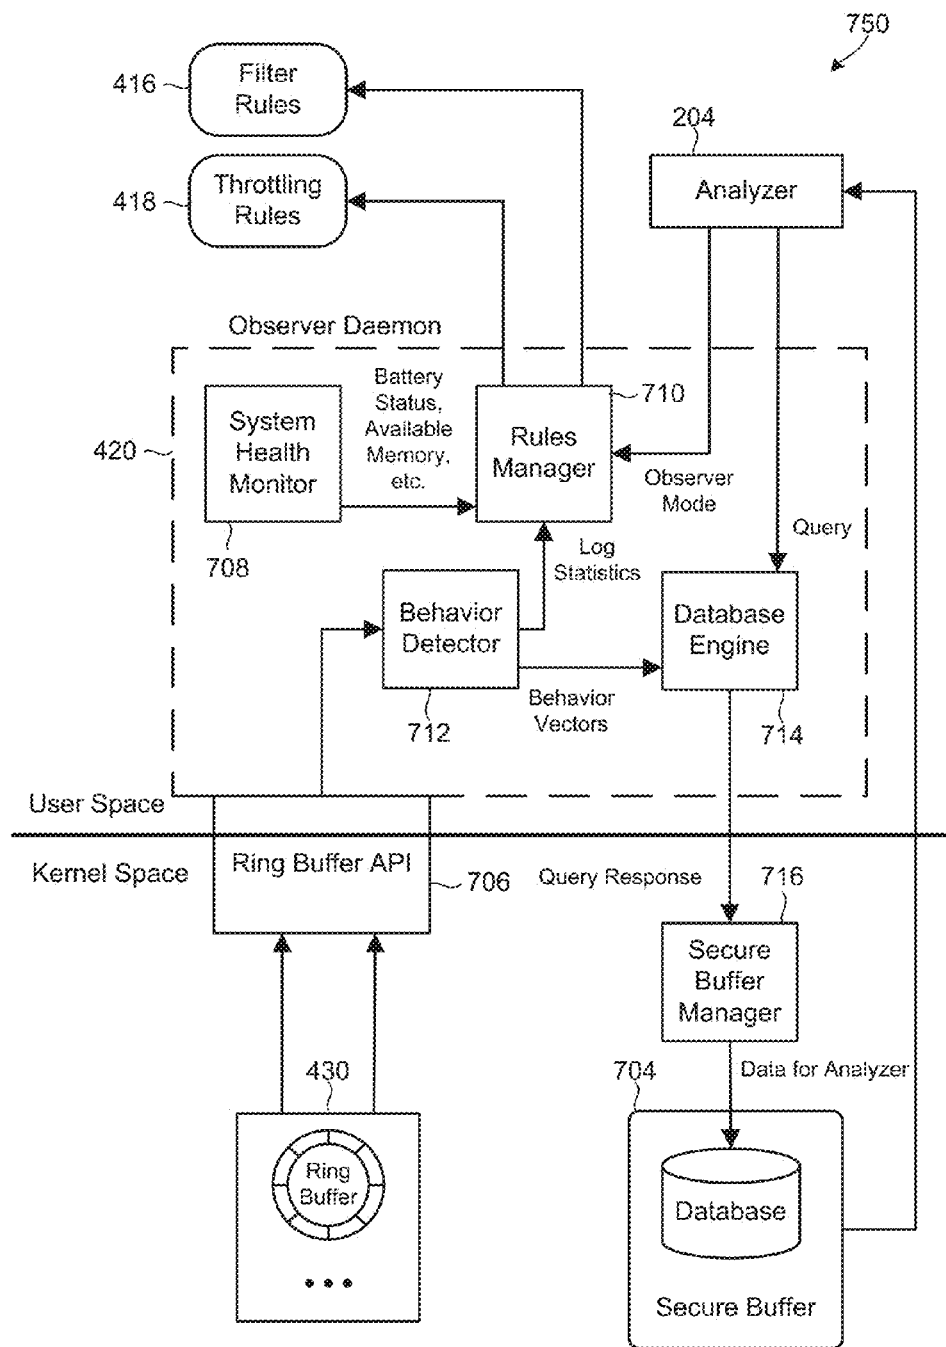 750
416
Filter
Rules
204
Analyzer
418
Throttling
Rules
Observer Daemon
420
System
Health
Monitor
708
Battery
Status,
Available
Memory,
etc.
710
Rules
Manager
Observer
Mode
Query
Log
Statistics
Behavior
Detector
712
Behavior
Vectors
Database
Engine
714
User Space
Kernel Space
Ring Buffer API
706
Query Response
716
Secure
Buffer
Manager
430
Ring
Buffer
•••
704
Data for Analyzer
Database
Secure Buffer